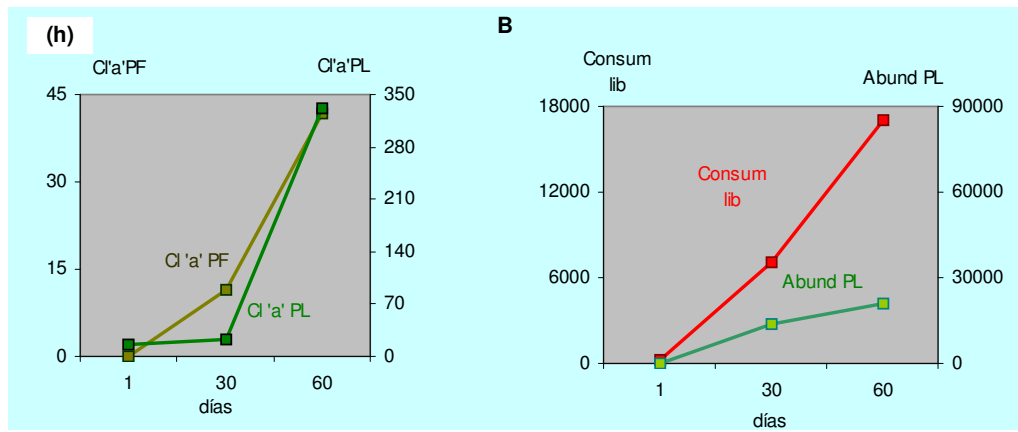 (h)
Cl'a'PF
Cl'a'PL
45
30
15
0
350
280
210
140
70
0
Cl 'a' PF
Cl 'a' PL
1 30 60
días
B
Consum
lib
Abund PL
18000
12000
6000
0
90000
60000
30000
0
Consum
lib
Abund PL
1 30 60
días